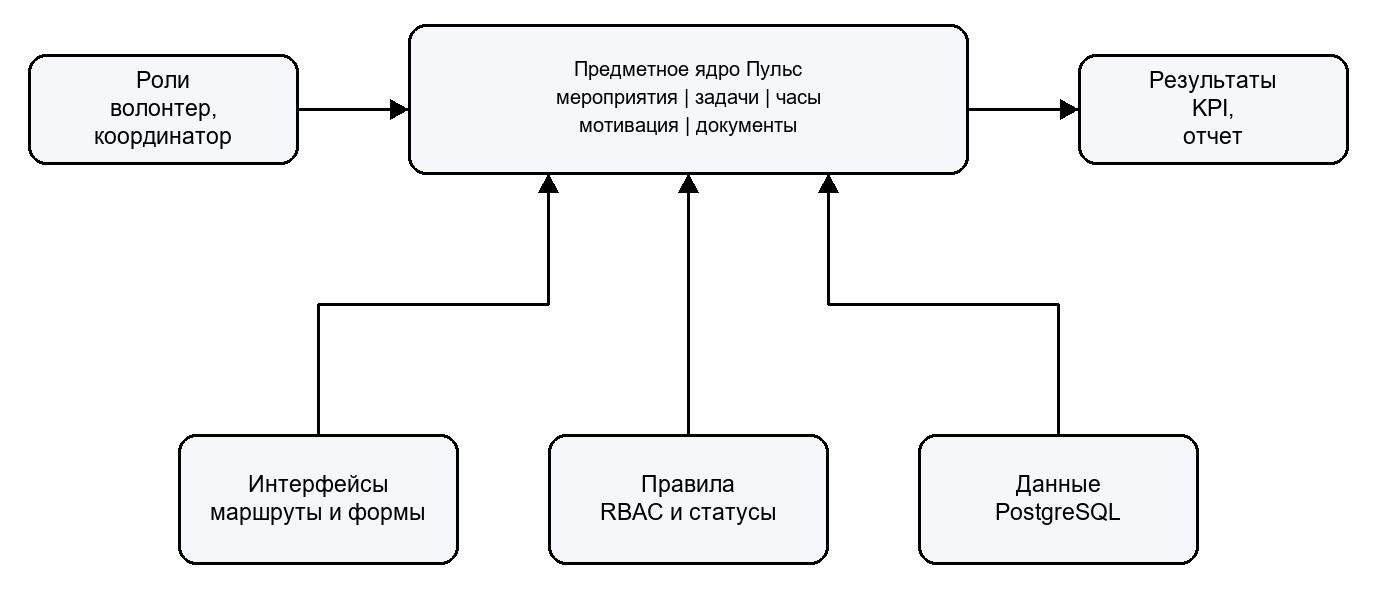 Роли
волонтер,
координатор
Предметное ядро Пульс
мероприятия | задачи | часы
мотивация | документы
Результаты
KPI,
отчет
Интерфейсы
маршруты и формы
Правила
RBAC и статусы
Данные
PostgreSQL